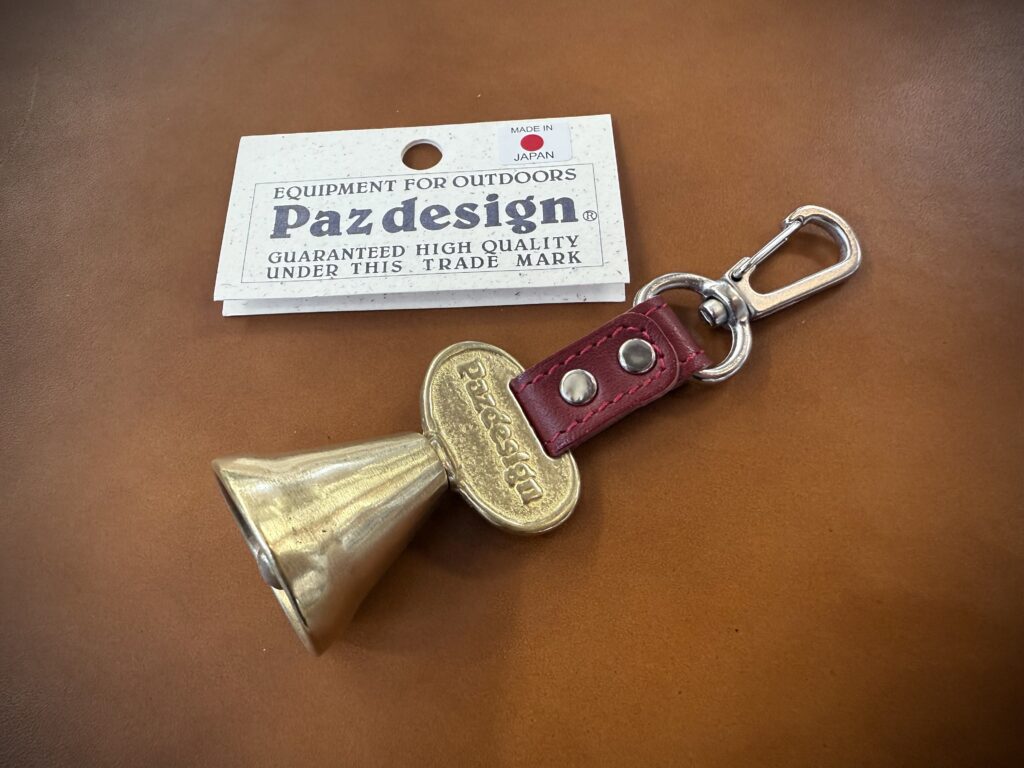 MADE IN
JAPAN
EQUIPMENT FOR OUTDOORS
Paz design®
GUARANTEED HIGH QUALITY
UNDER THIS TRADE MARK
Pazdesign